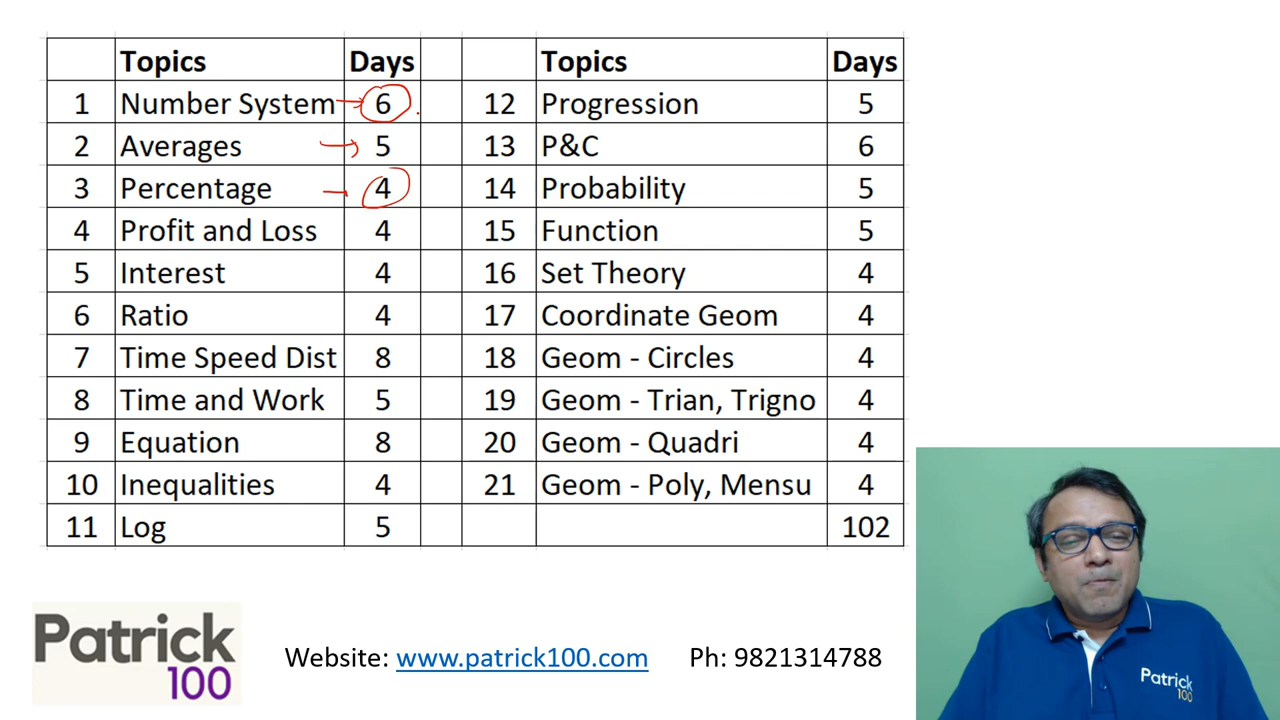 Topics Days Topics Days
1 Number System 6 12 Progression 5
2 Averages 5 13 P&C 6
3 Percentage 4 14 Probability 5
4 Profit and Loss 4 15 Function 5
5 Interest 4 16 Set Theory 4
6 Ratio 4 17 Coordinate Geom 4
7 Time Speed Dist 8 18 Geom - Circles 4
8 Time and Work 5 19 Geom - Trian, Trigno 4
9 Equation 8 20 Geom - Quadri 4
10 Inequalities 4 21 Geom - Poly, Mensu 4
11 Log 5 102
Patrick
100
Website: www.patrick100.com Ph: 9821314788
Patrick
100